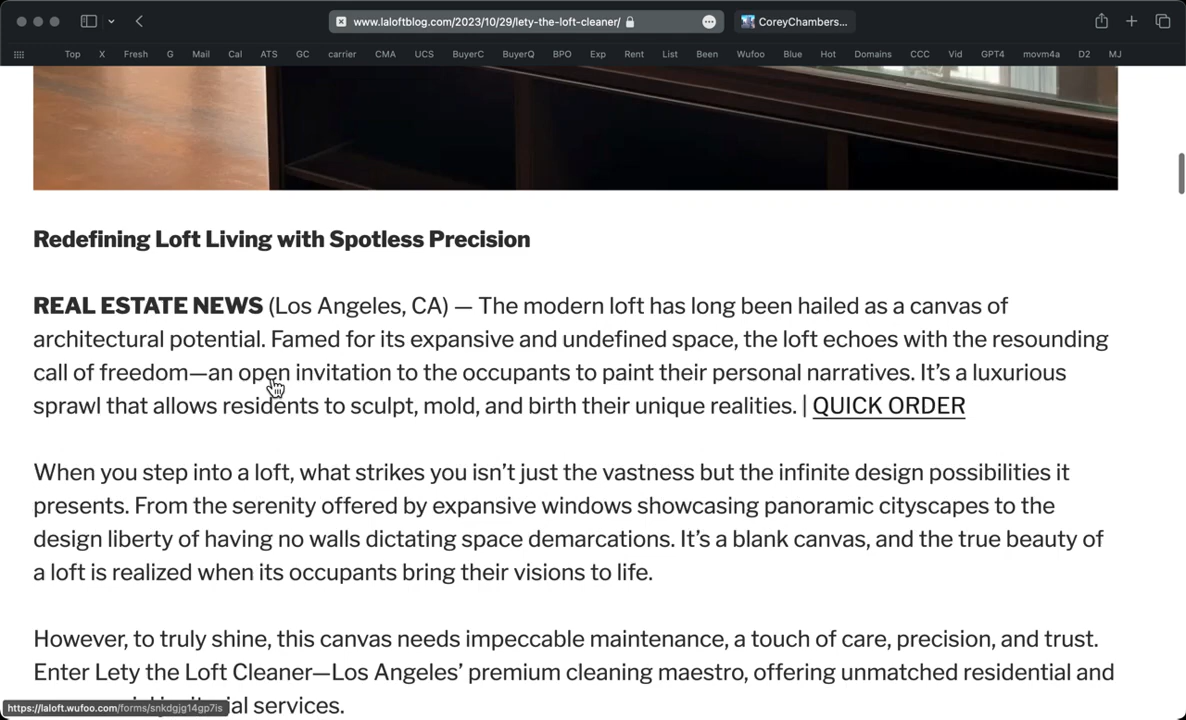 www.laloftblog.com/2023/10/29/lety-the-loft-cleaner/
CoreyChambers...
Top X Fresh G Mail Cal ATS GC carrier CMA UCS BuyerC BuyerQ BPO Exp Rent List Been Wufoo Blue Hot Domains CCC Vid GPT4 movm4a D2 MJ
Redefining Loft Living with Spotless Precision
REAL ESTATE NEWS (Los Angeles, CA) — The modern loft has long been hailed as a canvas of
architectural potential. Famed for its expansive and undefined space, the loft echoes with the resounding
call of freedom—an open invitation to the occupants to paint their personal narratives. It’s a luxurious
sprawl that allows residents to sculpt, mold, and birth their unique realities. | QUICK ORDER
When you step into a loft, what strikes you isn’t just the vastness but the infinite design possibilities it
presents. From the serenity offered by expansive windows showcasing panoramic cityscapes to the
design liberty of having no walls dictating space demarcations. It’s a blank canvas, and the true beauty of
a loft is realized when its occupants bring their visions to life.
However, to truly shine, this canvas needs impeccable maintenance, a touch of care, precision, and trust.
Enter Lety the Loft Cleaner—Los Angeles’ premium cleaning maestro, offering unmatched residential and
services.
https://laloft.wufoo.com/forms/snkdgjg14gp7is